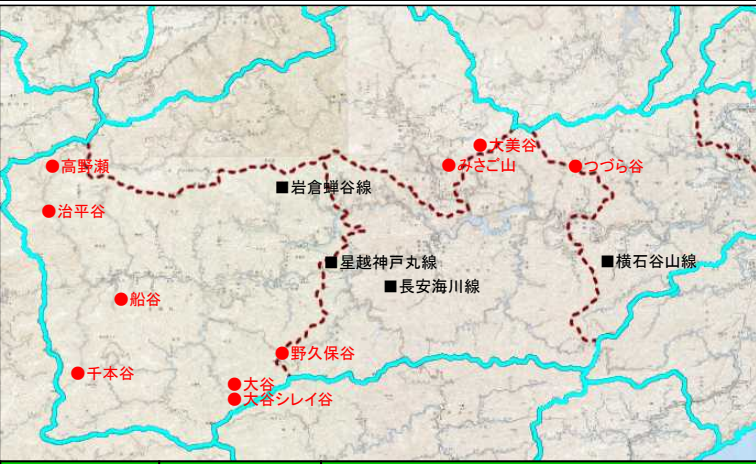 大美谷
高野瀬
みさご山
つづら谷
岩倉蝉谷線
治平谷
星越神戸丸線
横石谷山線
長安海川線
船谷
野久保谷
千本谷
大谷
大谷シレイ谷